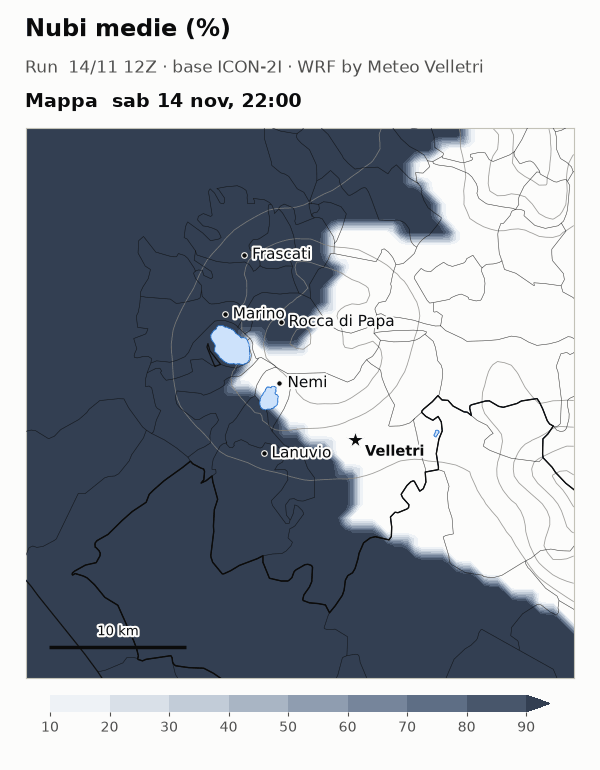 Nubi medie (%)
Run  14/11 12Z · base ICON-2I · WRF by Meteo Velletri
Mappa  sab 14 nov, 22:00
Frascati
Marino
Rocca di Papa
Nemi
Velletri
Lanuvio
10 km
10 20 30 40 50 60 70 80 90